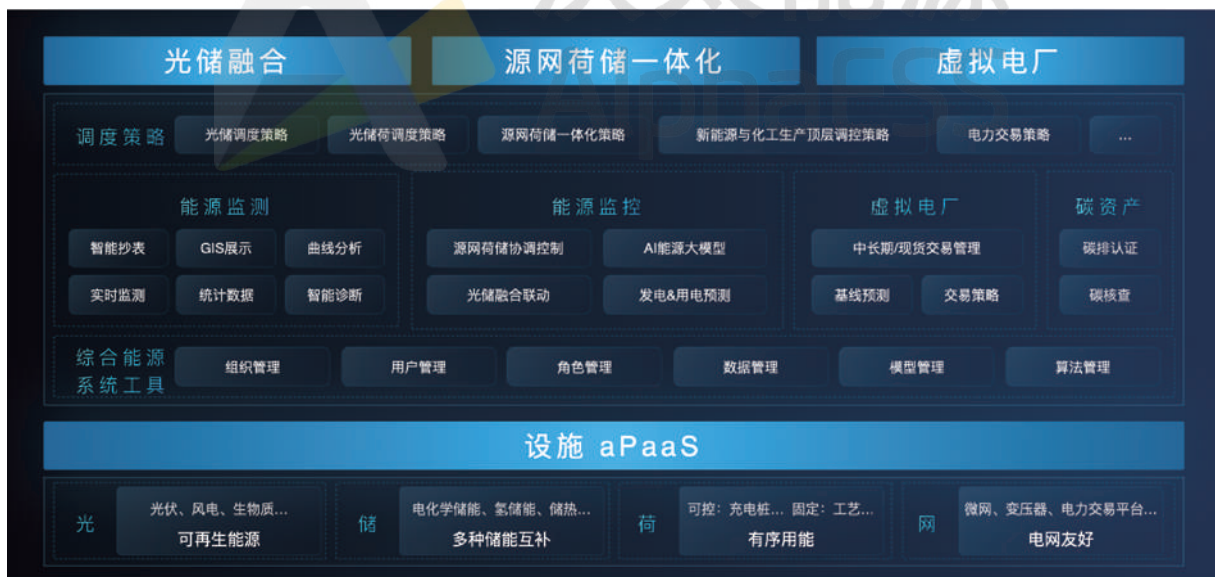 光储融合
源网荷储一体化
虚拟电厂
调度策略
光储调度策略
光储荷调度策略
源网荷储一体化策略
新能源与化工生产顶层调控策略
电力交易策略
...
能源监测
智能抄表
GIS展示
曲线分析
实时监测
统计数据
智能诊断
能源监控
源网荷储协调控制
AI能源大模型
光储融合联动
发电&用电预测
虚拟电厂
中长期/现货交易管理
基线预测
交易策略
碳资产
碳排认证
碳核查
综合能源
系统工具
组织管理
用户管理
角色管理
数据管理
模型管理
算法管理
设施 aPaaS
光
光伏、风电、生物质...
可再生能源
储
电化学储能、氢储能、储热...
多种储能互补
荷
可控：充电桩... 固定：工艺...
有序用能
网
微网、变压器、电力交易平台...
电网友好
AlphaESS